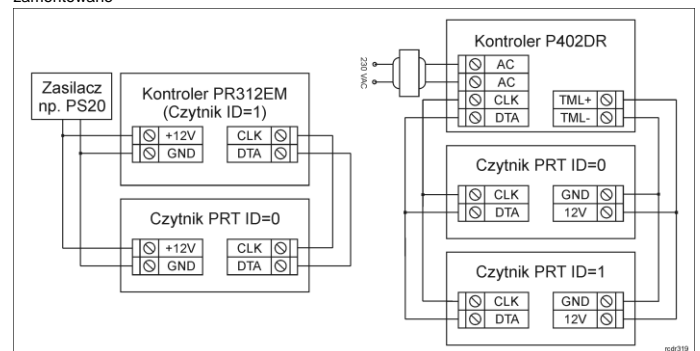 zamontowano
Zasilacz
np. PS20
Kontroler PR312EM
(Czytnik ID=1)
+12V
CLK
GND
DTA
Czytnik PRT ID=0
+12V
CLK
GND
DTA
230 VAC
Kontroler P402DR
AC
AC
CLK
TML+
DTA
TML-
Czytnik PRT ID=0
CLK
GND
DTA
12V
Czytnik PRT ID=1
CLK
GND
DTA
12V
rcdr319